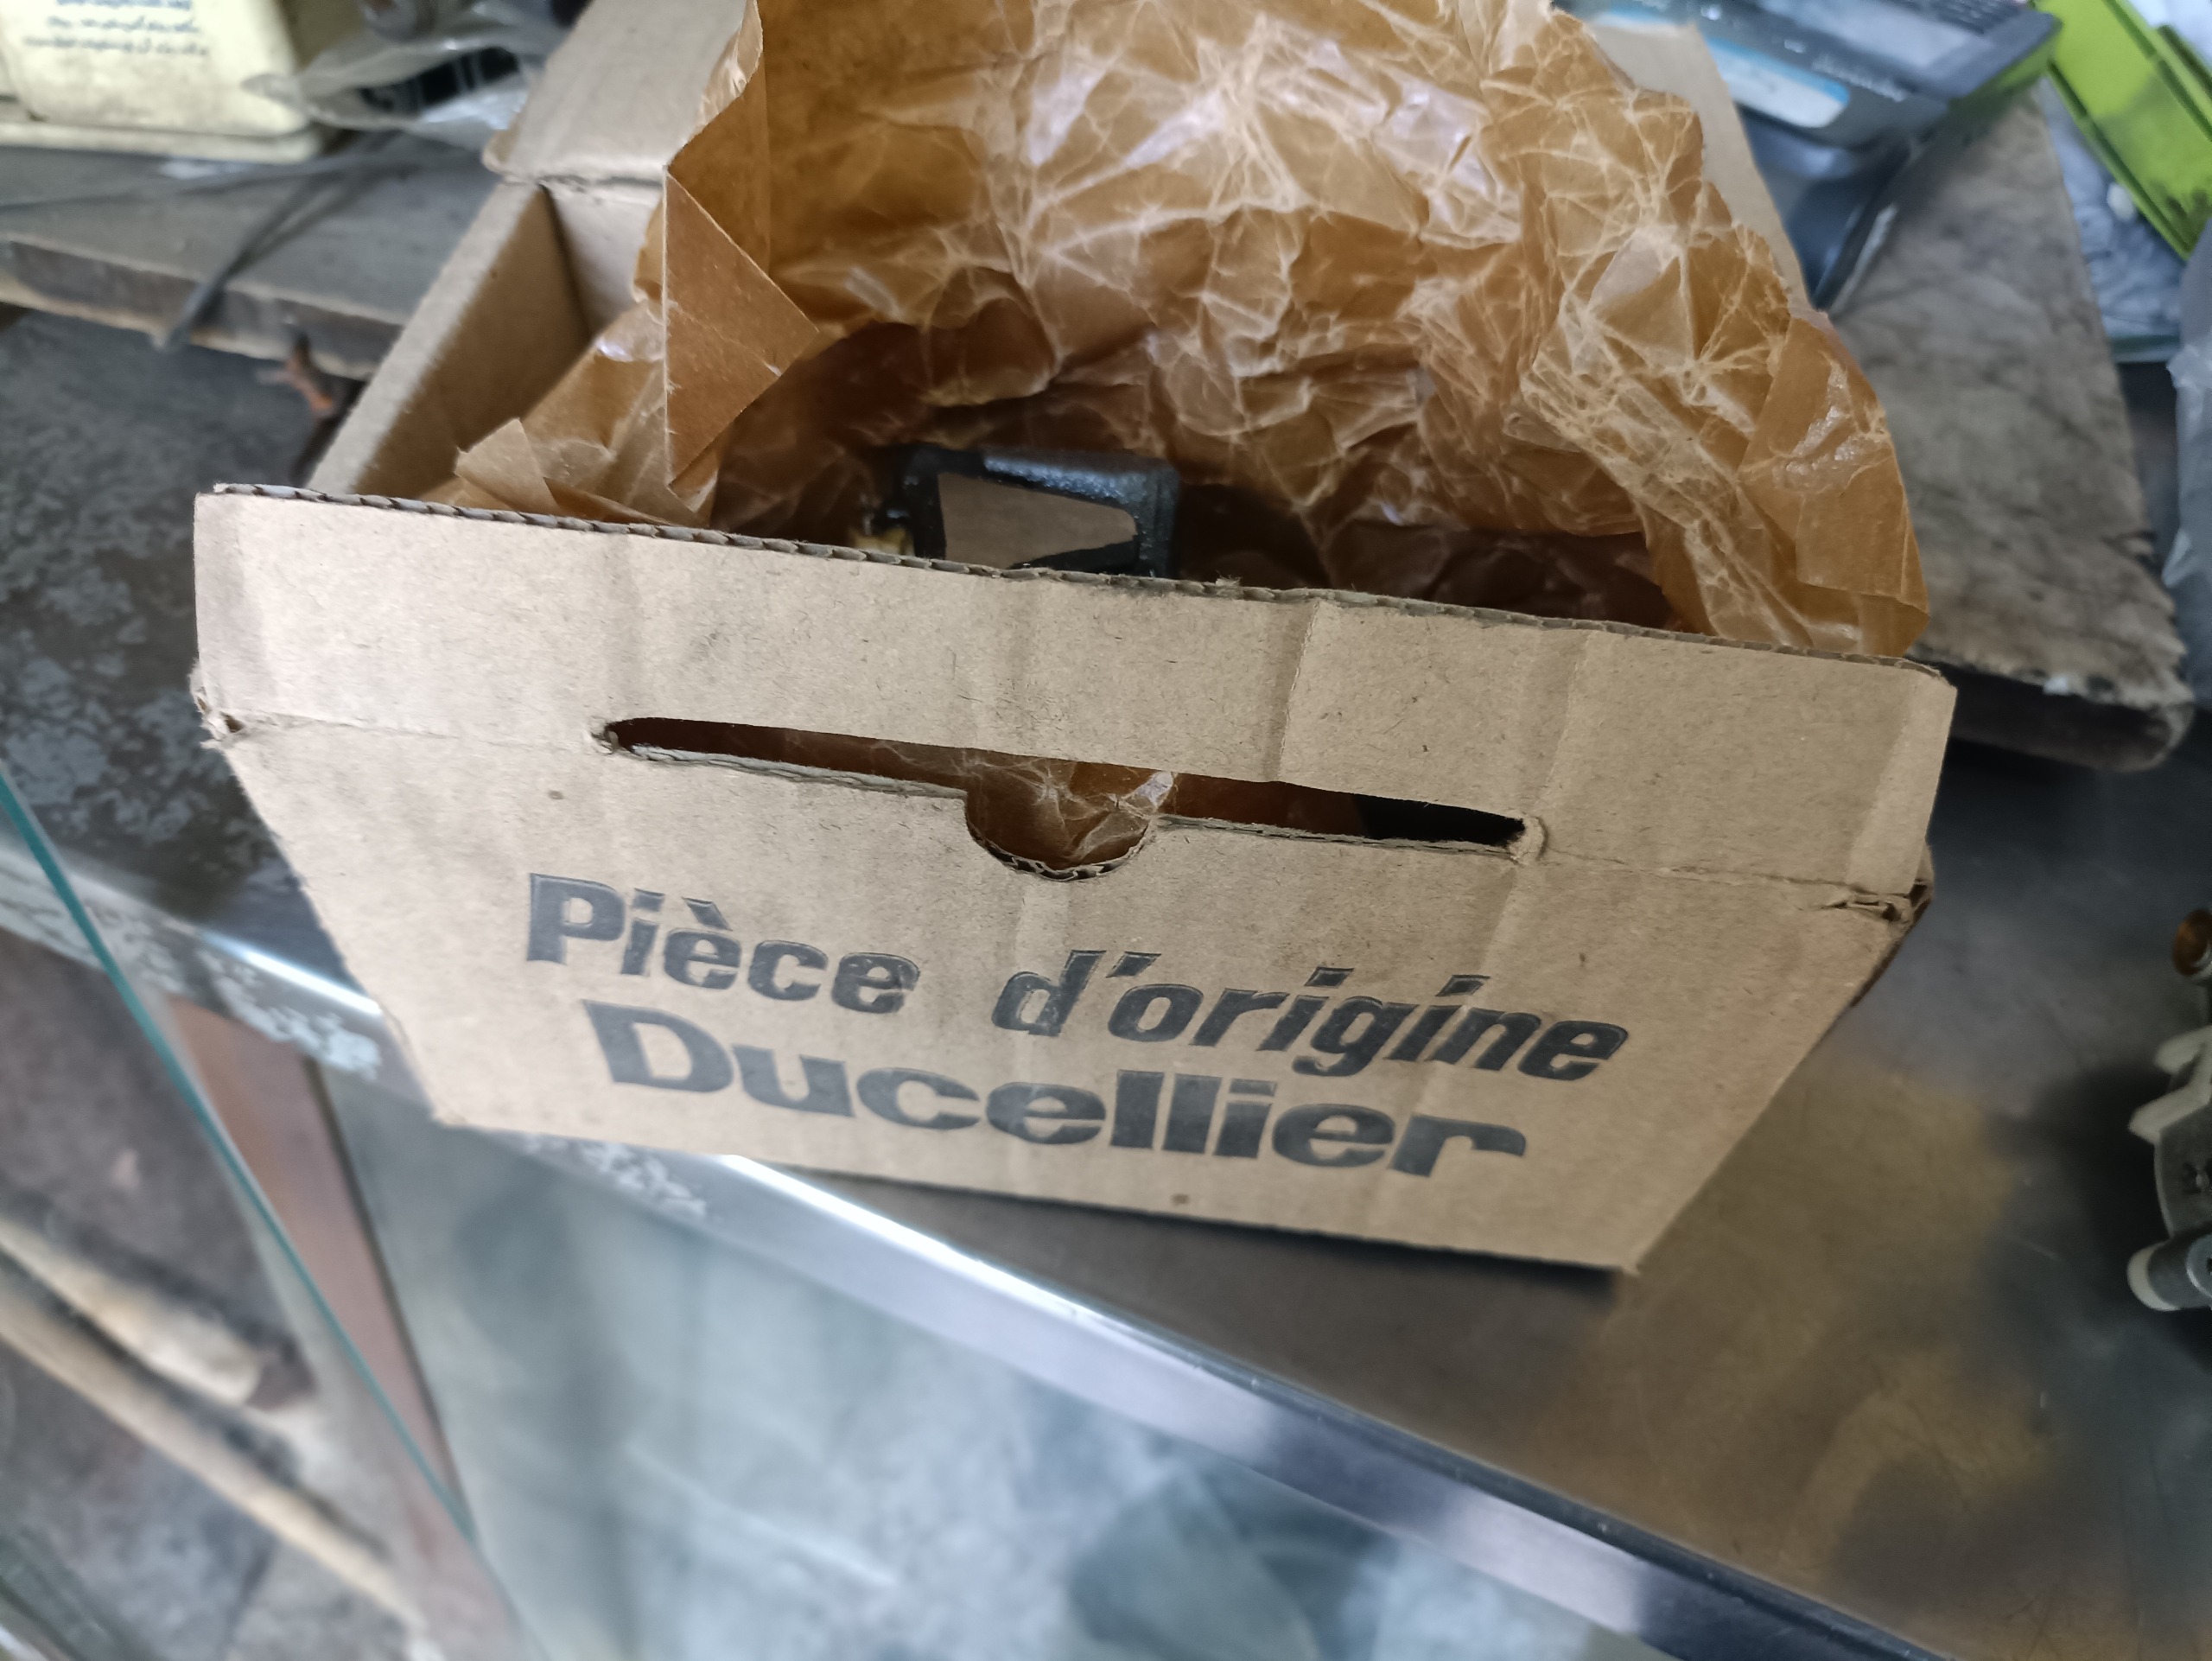 Pièce d'origine
Ducellier